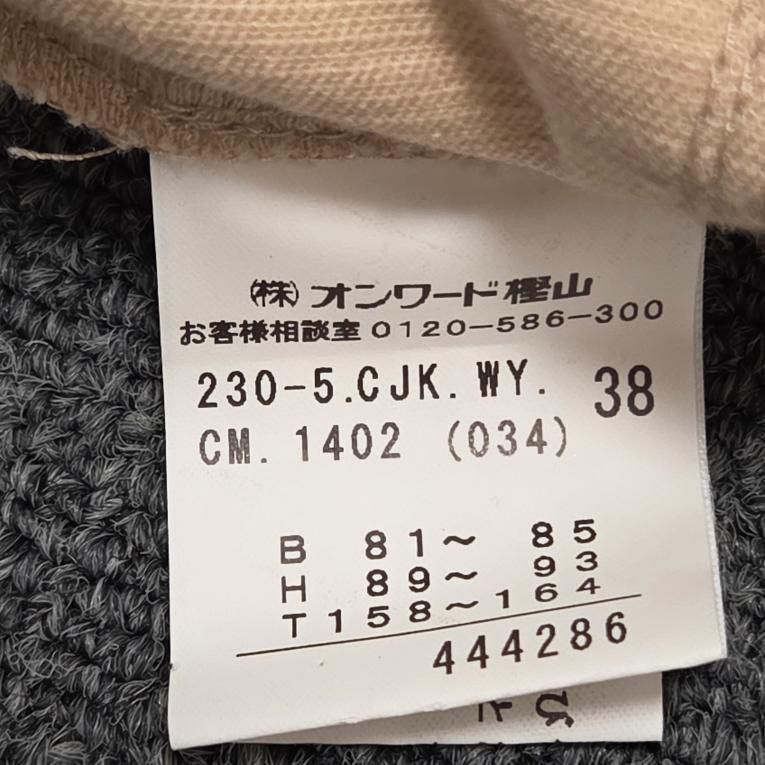 ㈱オンワード樫山
お客様相談室 0120-586-300
230-5.CJK.WY. 38
CM. 1402 (034)
B 81~ 85
H 89~ 93
T158~164
444286